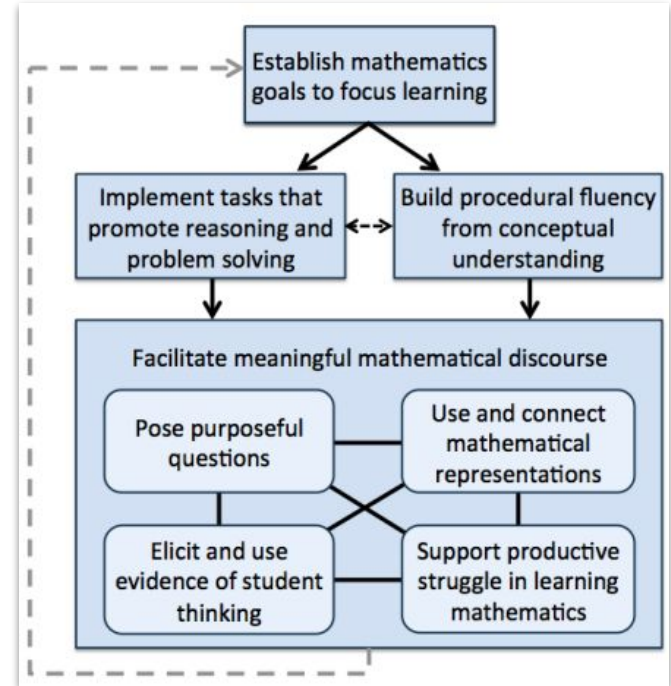 Establish mathematics
goals to focus learning
Implement tasks that
promote reasoning and
problem solving
Build procedural fluency
from conceptual
understanding
Facilitate meaningful mathematical discourse
Pose purposeful
questions
Use and connect
mathematical
representations
Elicit and use
evidence of student
thinking
Support productive
struggle in learning
mathematics